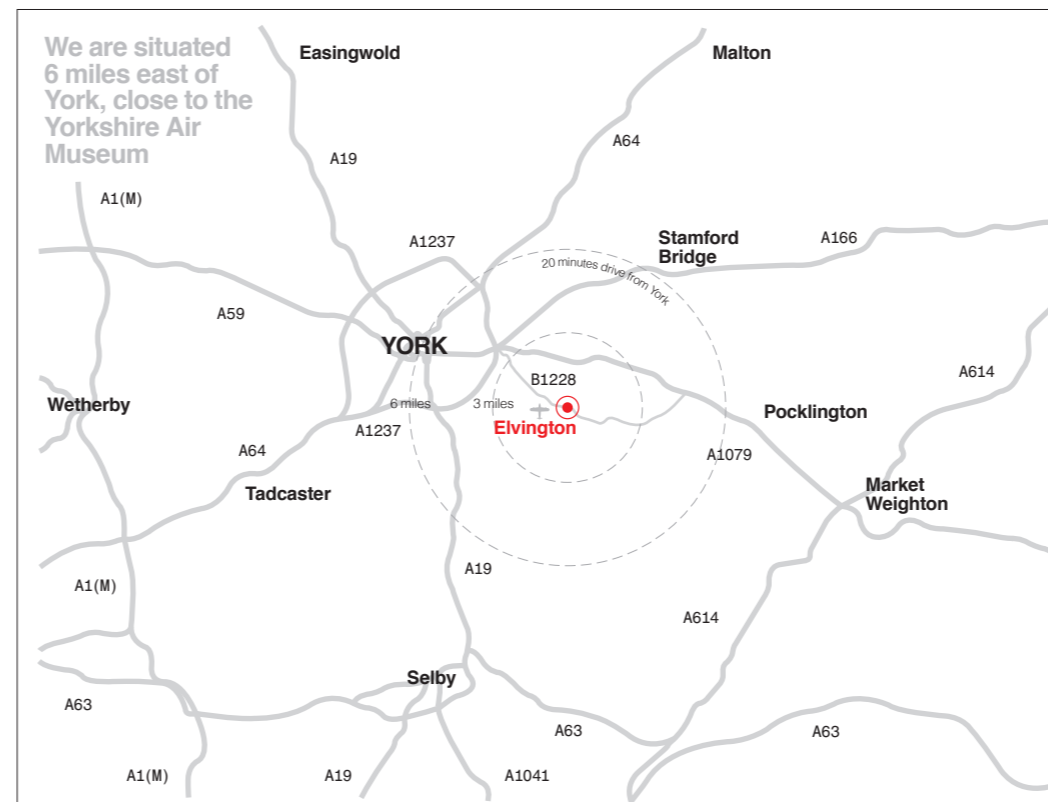 We are situated
6 miles east of
York, close to the
Yorkshire Air
Museum
Easingwold
Malton
A19
A64
A1(M)
A1237
Stamford
Bridge
A166
20 minutes drive from York
A59
YORK
A614
B1228
Wetherby
6 miles
3 miles
Pocklington
Elvington
A1237
A64
A1079
Tadcaster
Market
Weighton
A19
A1(M)
A614
Selby
A63
A63
A63
A1(M)
A19
A1041